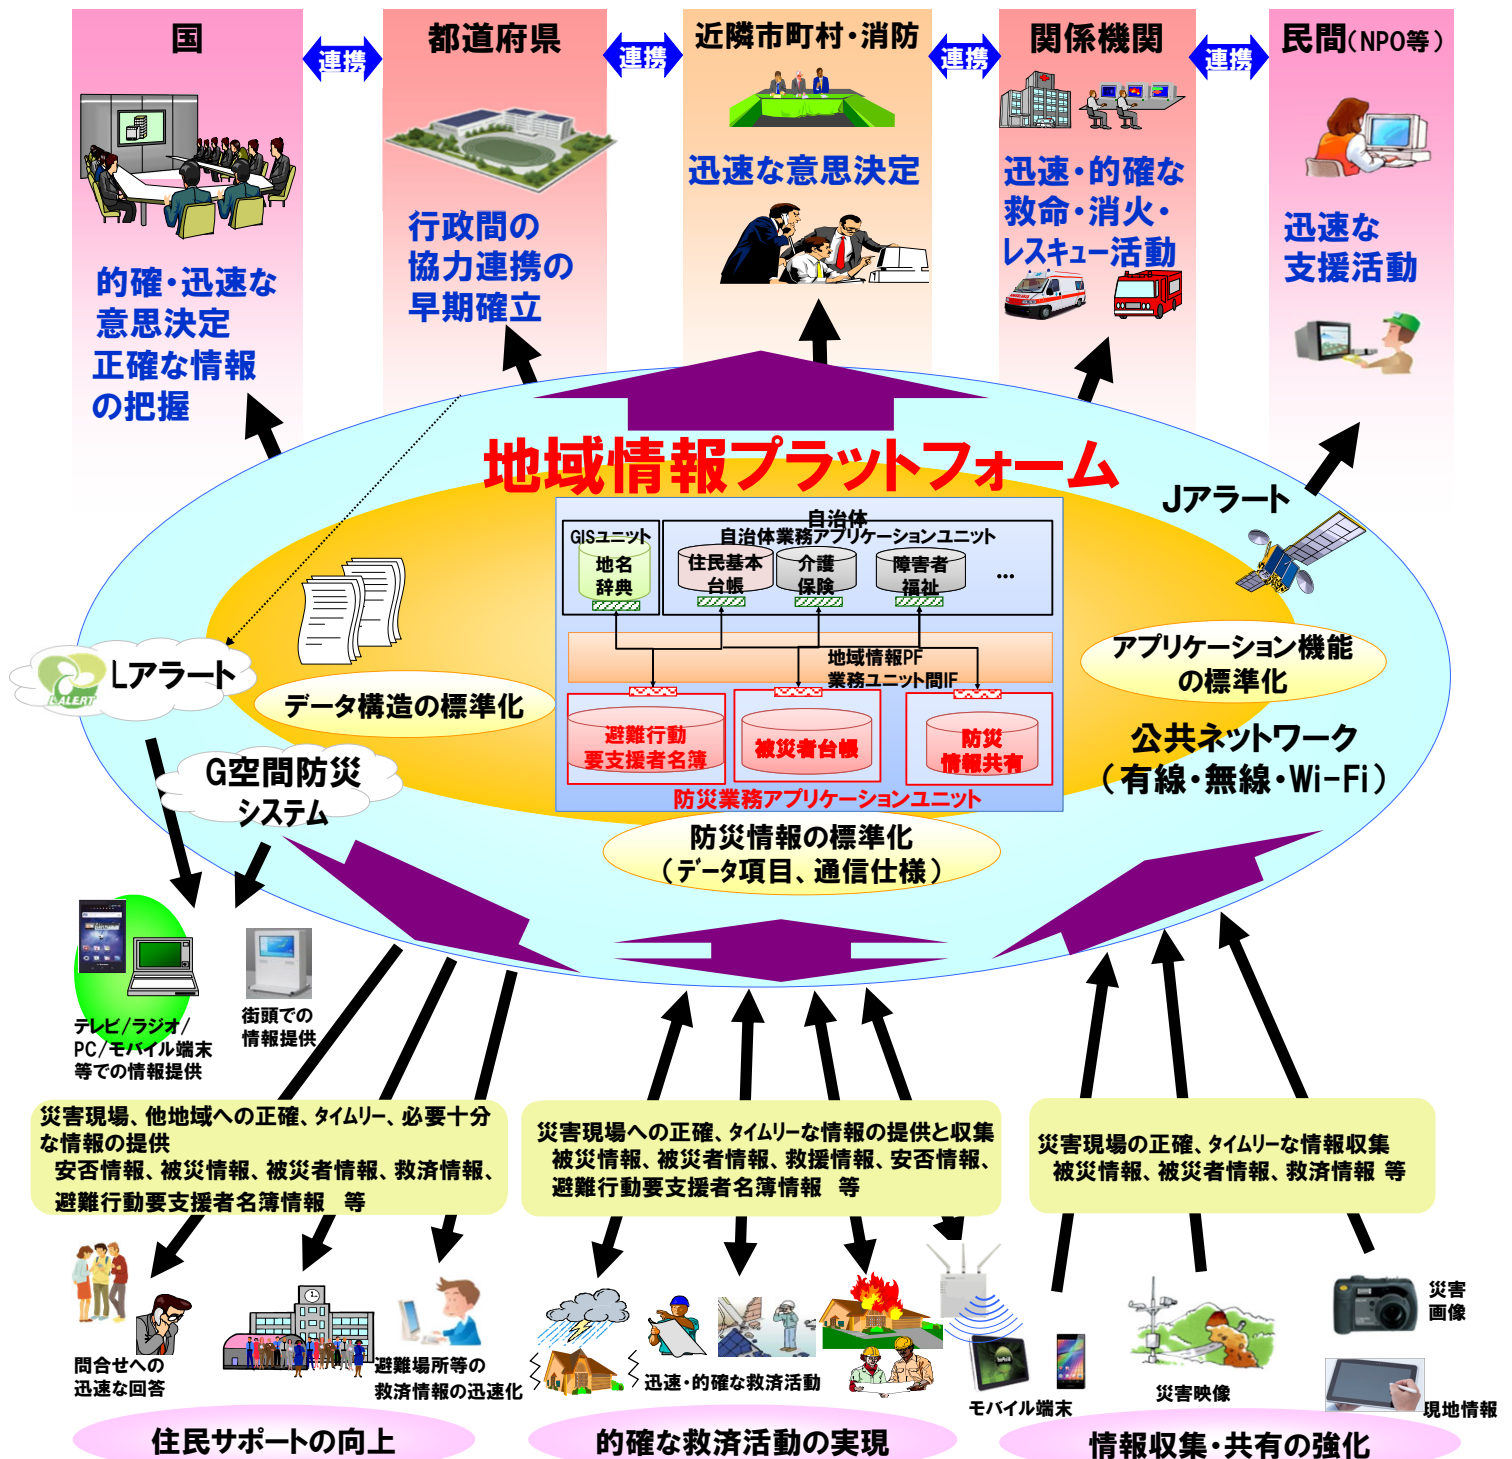 国
連携
都道府県
連携
近隣市町村・消防
連携
関係機関
連携
民間（NPO等）
的確・迅速な
意思決定
正確な情報
の把握
行政間の
協力連携の
早期確立
迅速な意思決定
迅速・的確な
救命・消火・
レスキュー活動
迅速な
支援活動
地域情報プラットフォーム
Jアラート
自治体
GISユニット
自治体業務アプリケーションユニット
地名
辞典
住民基本
台帳
介護
保険
障害者
福祉
…
地域情報PF
業務ユニット間IF
避難行動
要支援者名簿
被災者台帳
防災
情報共有
防災業務アプリケーションユニット
データ構造の標準化
アプリケーション機能
の標準化
防災情報の標準化
（データ項目、通信仕様）
公共ネットワーク
（有線・無線・Wi-Fi）
L-ALERT
Lアラート
G空間防災
システム
テレビ/ラジオ/
PC/モバイル端末
等での情報提供
街頭での
情報提供
災害現場、他地域への正確、タイムリー、必要十分
な情報の提供
安否情報、被災情報、被災者情報、救済情報、
避難行動要支援者名簿情報　等
災害現場への正確、タイムリーな情報の提供と収集
被災情報、被災者情報、救援情報、安否情報、
避難行動要支援者名簿情報　等
災害現場の正確、タイムリーな情報収集
被災情報、被災者情報、救済情報 等
問合せへの
迅速な回答
避難場所等の
救済情報の迅速化
迅速・的確な救済活動
モバイル端末
災害映像
災害
画像
現地情報
住民サポートの向上
的確な救済活動の実現
情報収集・共有の強化